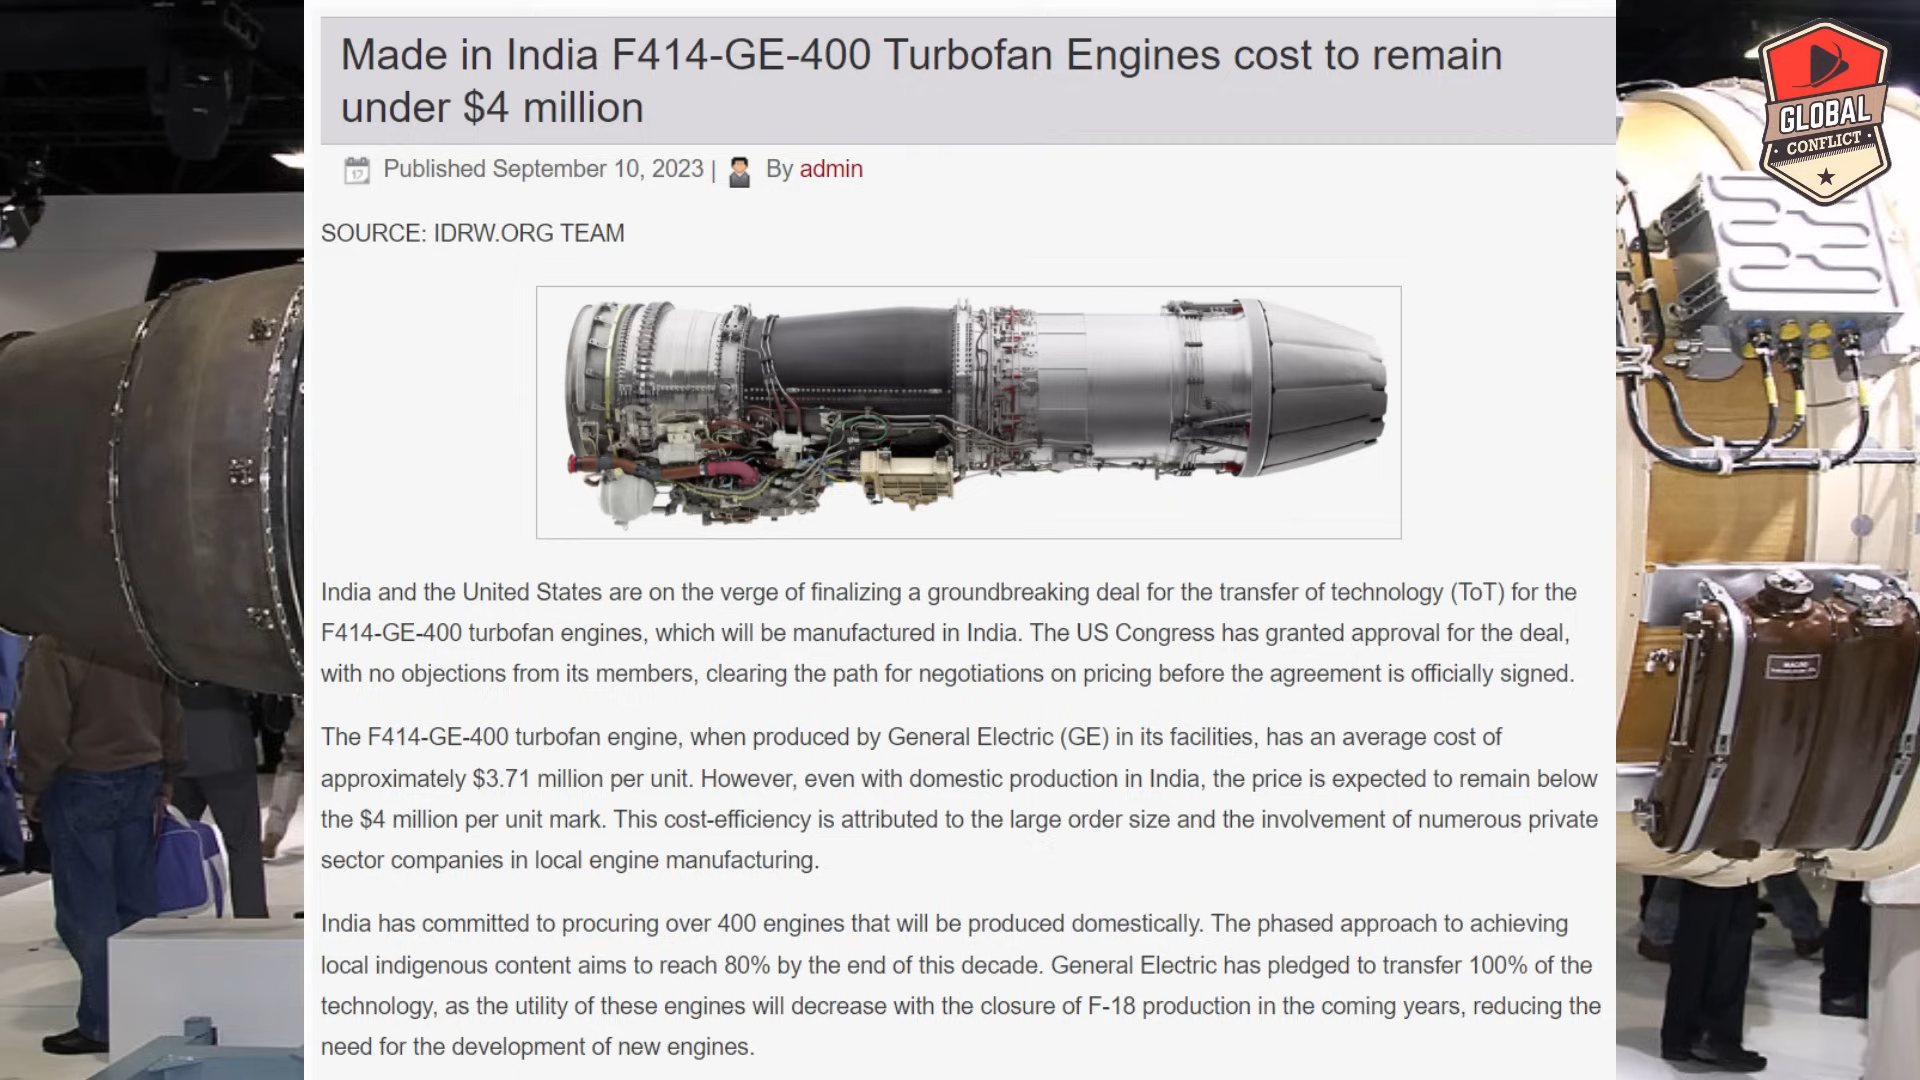 Made in India F414-GE-400 Turbofan Engines cost to remain
under $4 million
Published September 10, 2023 | By admin
SOURCE: IDRW.ORG TEAM
GLOBAL
CONFLICT
India and the United States are on the verge of finalizing a groundbreaking deal for the transfer of technology (ToT) for the
F414-GE-400 turbofan engines, which will be manufactured in India. The US Congress has granted approval for the deal,
with no objections from its members, clearing the path for negotiations on pricing before the agreement is officially signed.
The F414-GE-400 turbofan engine, when produced by General Electric (GE) in its facilities, has an average cost of
approximately $3.71 million per unit. However, even with domestic production in India, the price is expected to remain below
the $4 million per unit mark. This cost-efficiency is attributed to the large order size and the involvement of numerous private
sector companies in local engine manufacturing.
India has committed to procuring over 400 engines that will be produced domestically. The phased approach to achieving
local indigenous content aims to reach 80% by the end of this decade. General Electric has pledged to transfer 100% of the
technology, as the utility of these engines will decrease with the closure of F-18 production in the coming years, reducing the
need for the development of new engines.